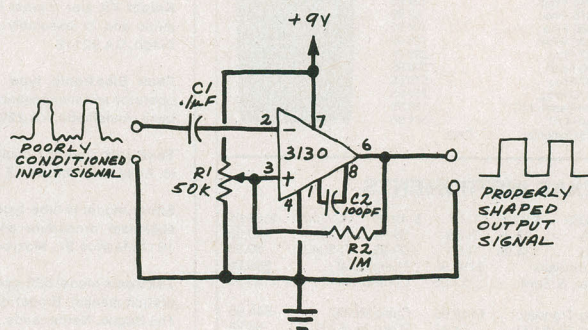 +9V
C1
.1µF
2
7
6
3130
3
8
1
4
R1
50K
C2
100PF
R2
1M
POORLY
CONDITIONED
INPUT SIGNAL
PROPERLY
SHAPED
OUTPUT
SIGNAL